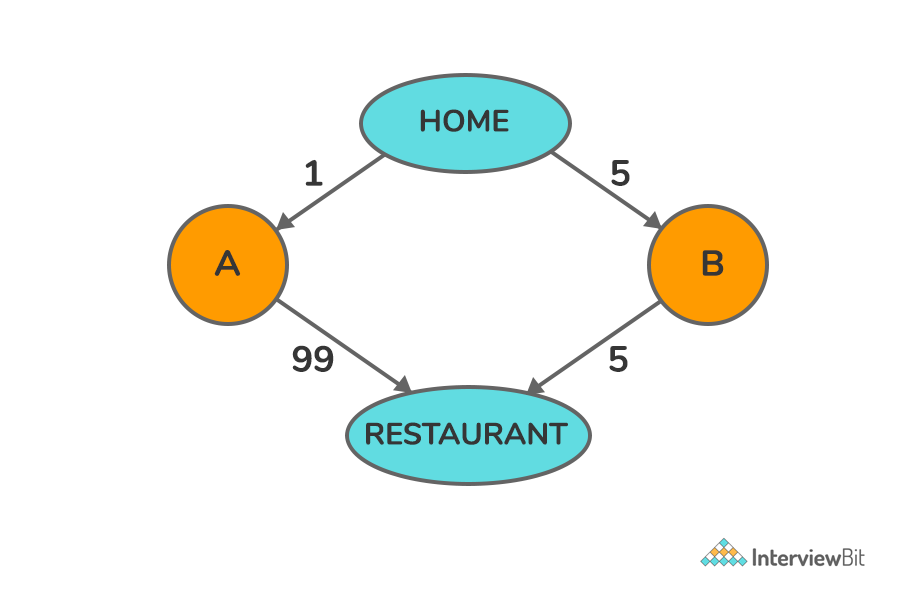 HOME
1
5
A
B
99
5
RESTAURANT
InterviewBit